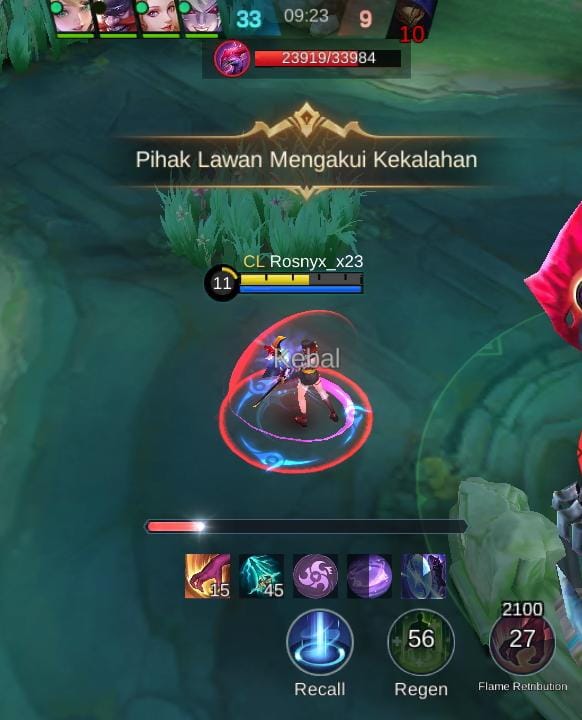 33 09:23 9
10
23919/33984
Pihak Lawan Mengakui Kekalahan
CL Rosnyx_x23
11
Kebal
15 45
2100
56 27
Recall Regen Flame Retribution